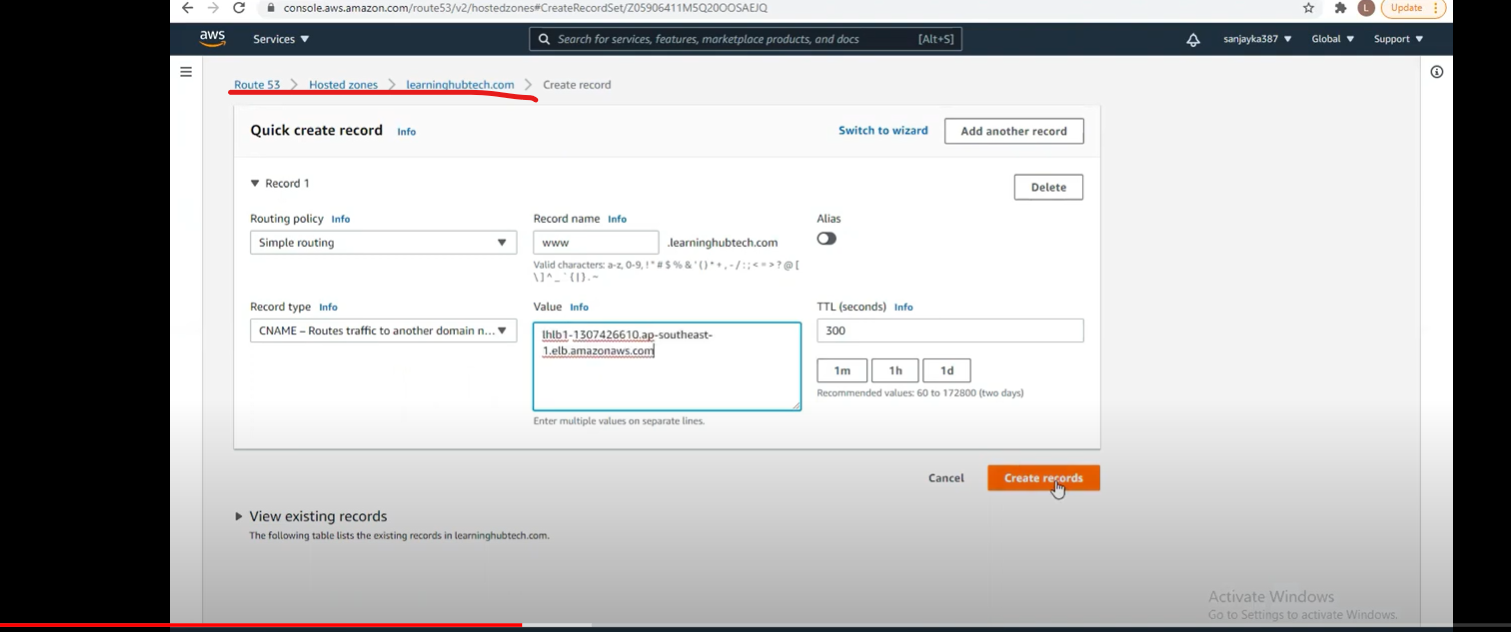 console.aws.amazon.com/route53/v2/hostedzones#CreateRecordSet/Z05906411M5Q20OOSAEJQ
L
Update
aws
Services
Search for services, features, marketplace products, and docs [Alt+S]
sanjayka387 Global Support
Route 53 > Hosted zones > learninghubtech.com > Create record
Quick create record Info
Switch to wizard
Add another record
Record 1
Delete
Routing policy Info
Record name Info
Alias
Simple routing
www
.learninghubtech.com
Valid characters: a-z, 0-9, ! " # $ % & ' ( ) * + , - / : ; < = > ? @ [
\ ] ^ _ ` { | } . ~
Record type Info
Value Info
TTL (seconds) Info
CNAME – Routes traffic to another domain n...
lhlb1-1307426610.ap-southeast-
1.elb.amazonaws.com
300
1m
1h
1d
Recommended values: 60 to 172800 (two days)
Enter multiple values on separate lines.
Cancel
Create records
View existing records
The following table lists the existing records in learninghubtech.com.
Activate Windows
Go to Settings to activate Windows.